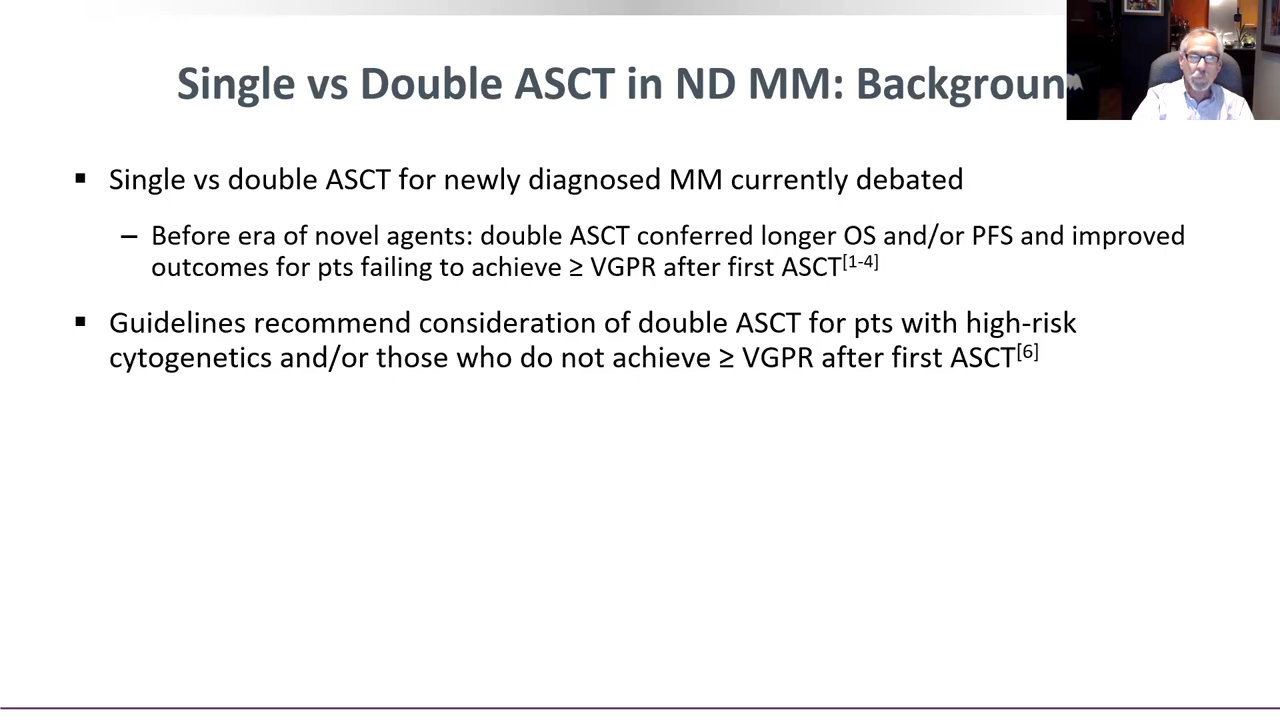 Single vs Double ASCT in ND MM: Backgroun
▪ Single vs double ASCT for newly diagnosed MM currently debated
– Before era of novel agents: double ASCT conferred longer OS and/or PFS and improved
outcomes for pts failing to achieve ≥ VGPR after first ASCT[1-4]
▪ Guidelines recommend consideration of double ASCT for pts with high-risk
cytogenetics and/or those who do not achieve ≥ VGPR after first ASCT[6]